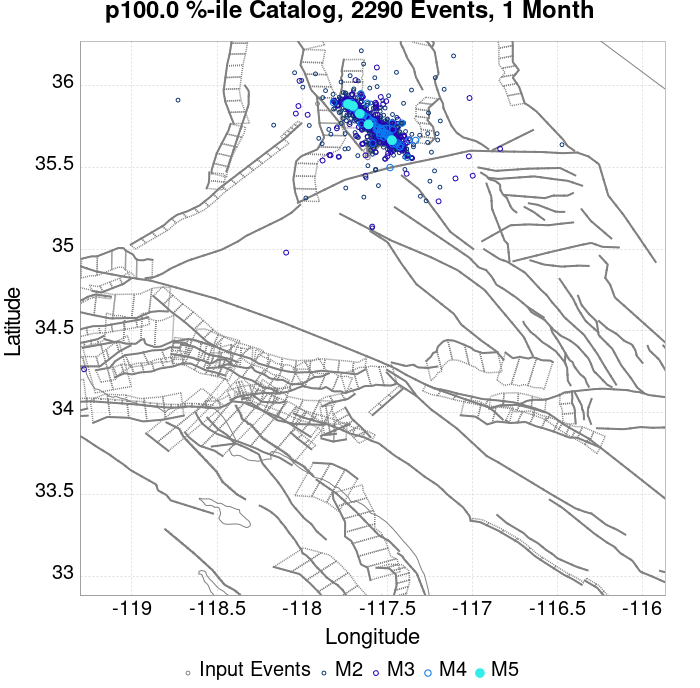 p100.0 %-ile Catalog, 2290 Events, 1 Month
36
35.5
35
34.5
34
33.5
33
Latitude
-119
-118.5
-118
-117.5
-117
-116.5
-116
Longitude
Input Events
M2
M3
M4
M5